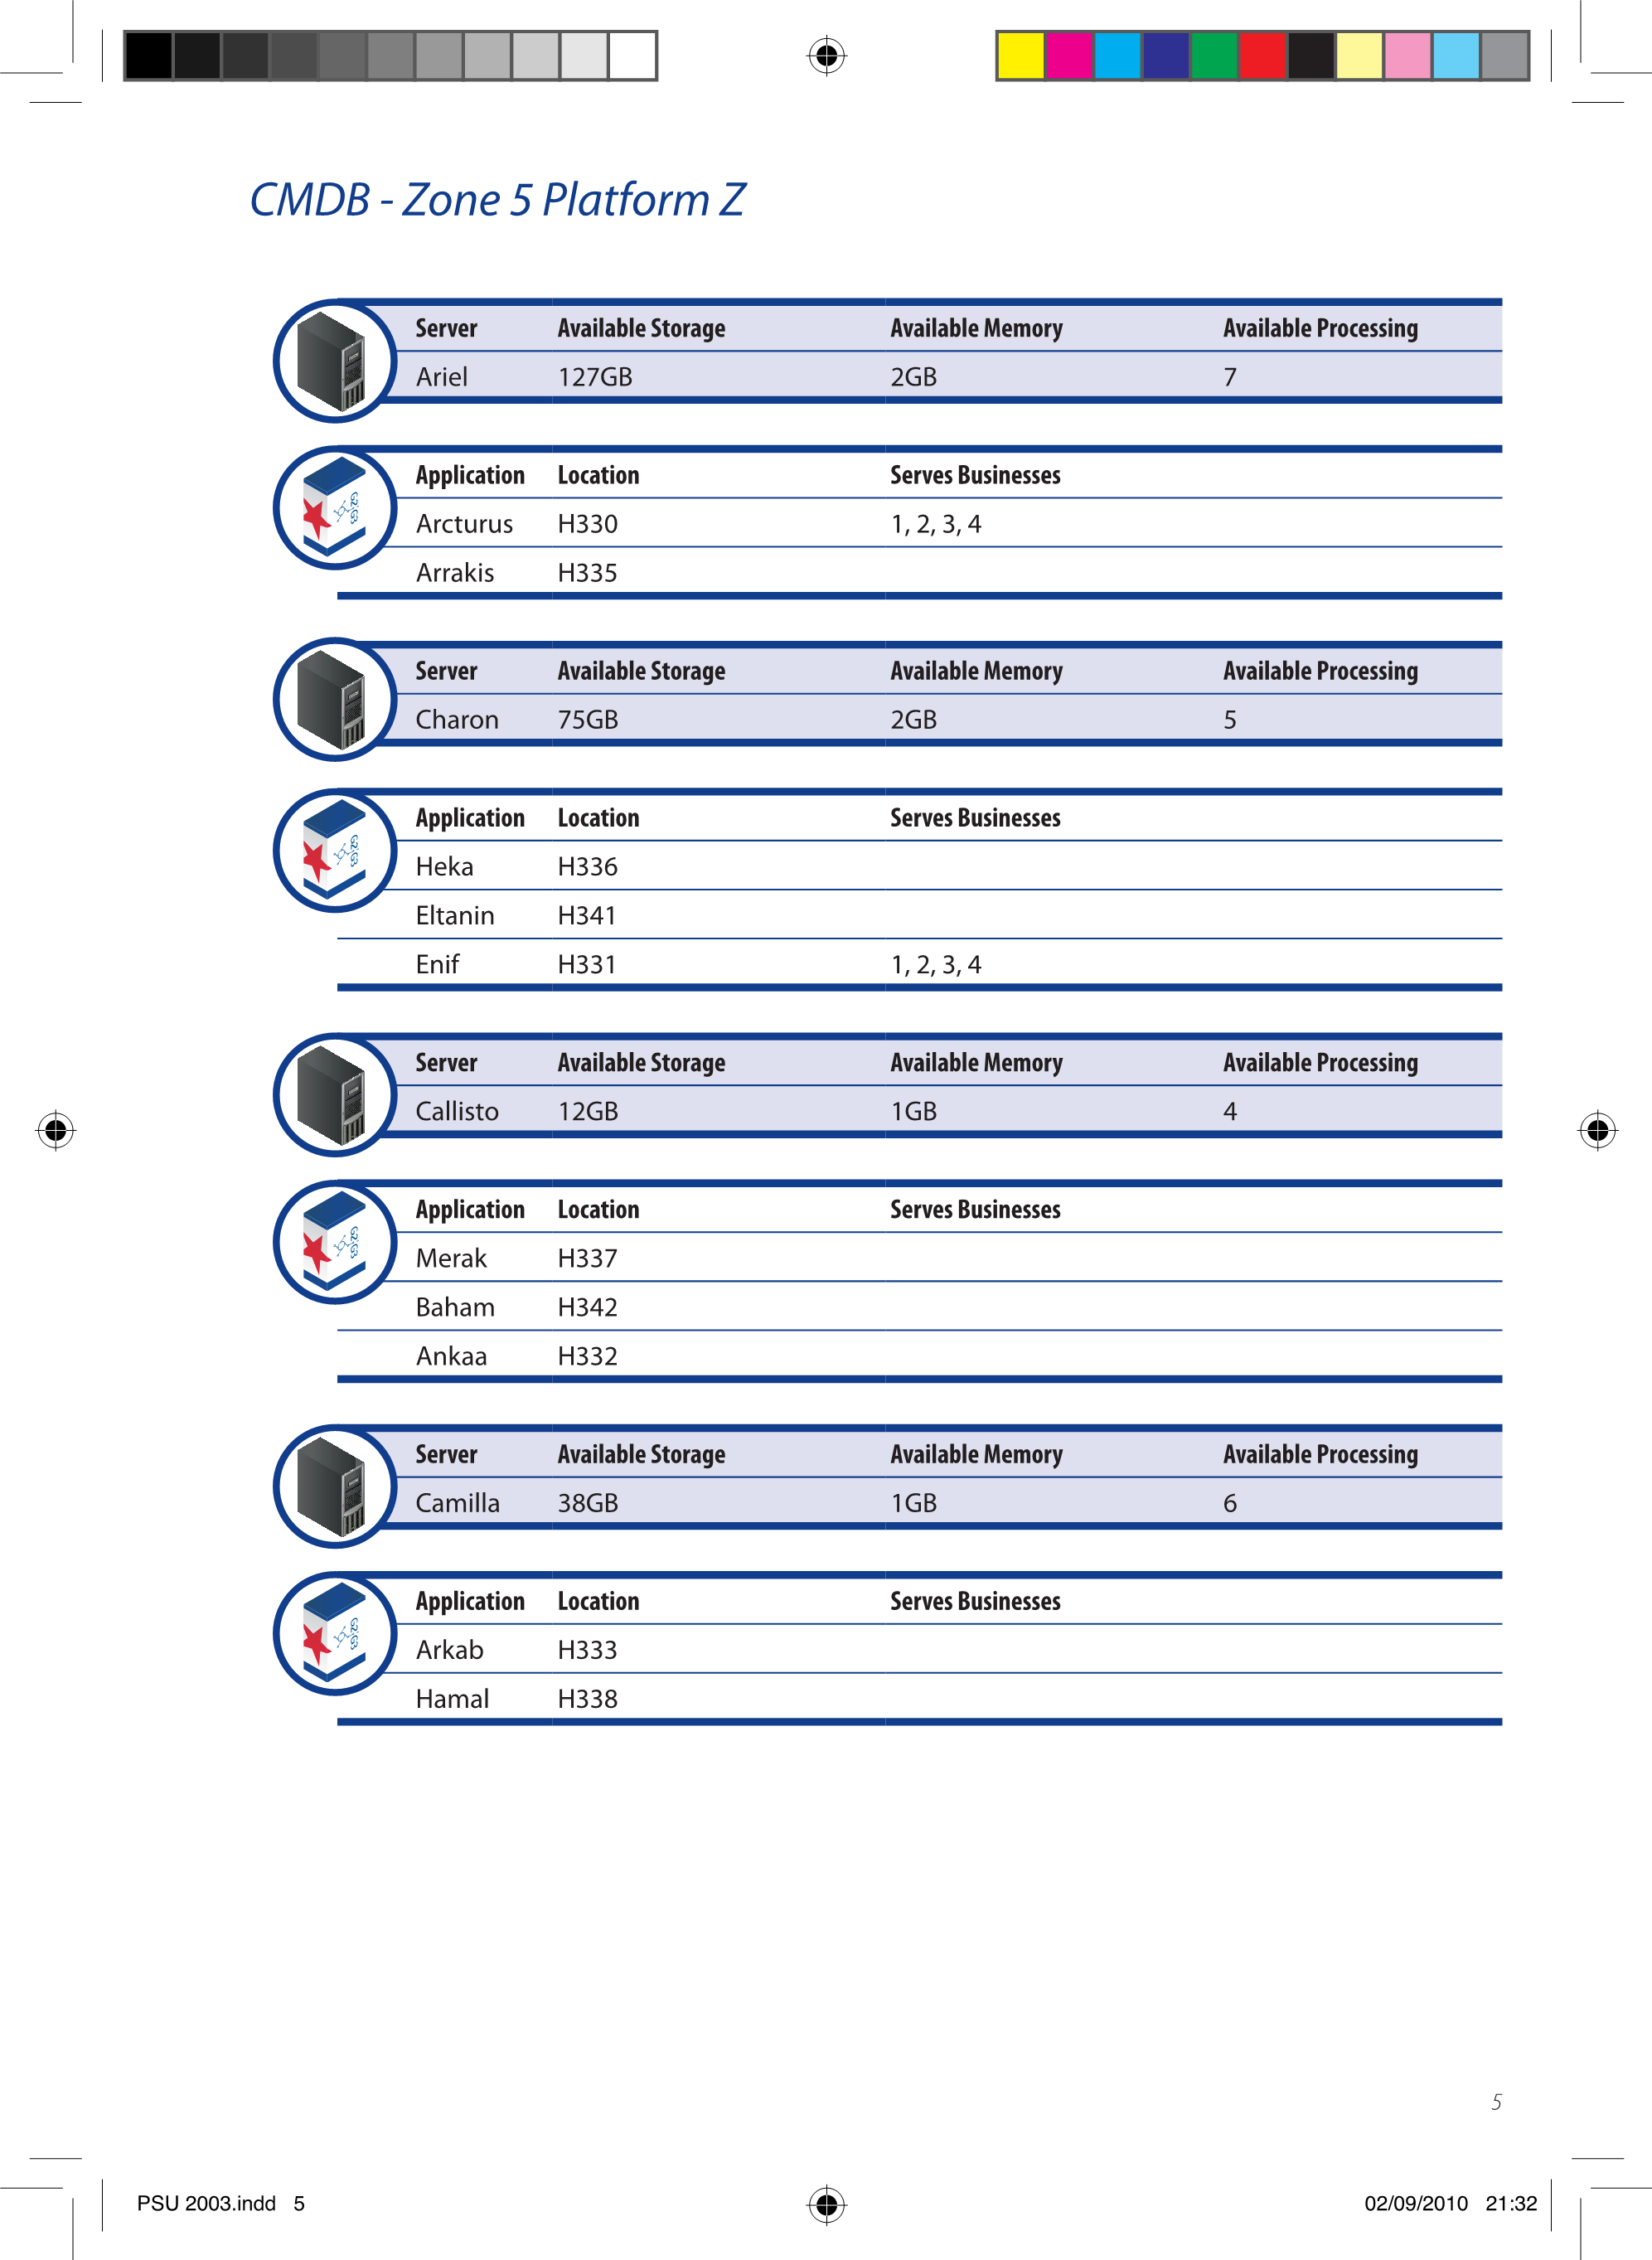 CMDB - Zone 5 Platform Z
Server Available Storage Available Memory Available Processing
Ariel 127GB 2GB 7
Application Location Serves Businesses
G2G3
Arcturus H330 1, 2, 3, 4
Arrakis H335
Server Available Storage Available Memory Available Processing
Charon 75GB 2GB 5
Application Location Serves Businesses
G2G3
Heka H336
Eltanin H341
Enif H331 1, 2, 3, 4
Server Available Storage Available Memory Available Processing
Callisto 12GB 1GB 4
Application Location Serves Businesses
G2G3
Merak H337
Baham H342
Ankaa H332
Server Available Storage Available Memory Available Processing
Camilla 38GB 1GB 6
Application Location Serves Businesses
G2G3
Arkab H333
Hamal H338
5
PSU 2003.indd 5 02/09/2010 21:32